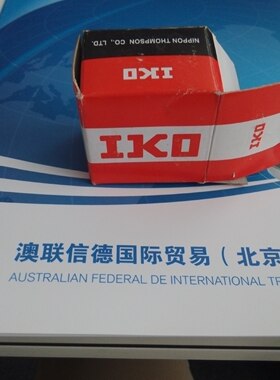 NIPPON THOMPSON CO., LTD.
IKO
IKO
IKO
澳联信德国际贸易（北京
AUSTRALIAN FEDERAL DE INTERNATIONAL TR